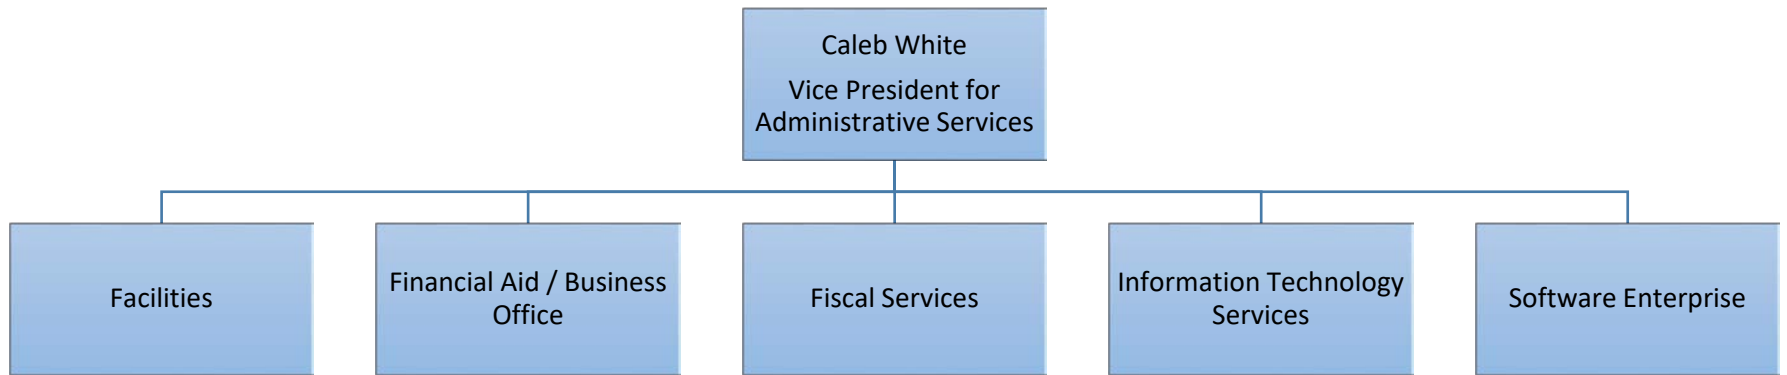 Caleb White
Vice President for
Administrative Services
Facilities
Financial Aid / Business
Office
Fiscal Services
Information Technology
Services
Software Enterprise